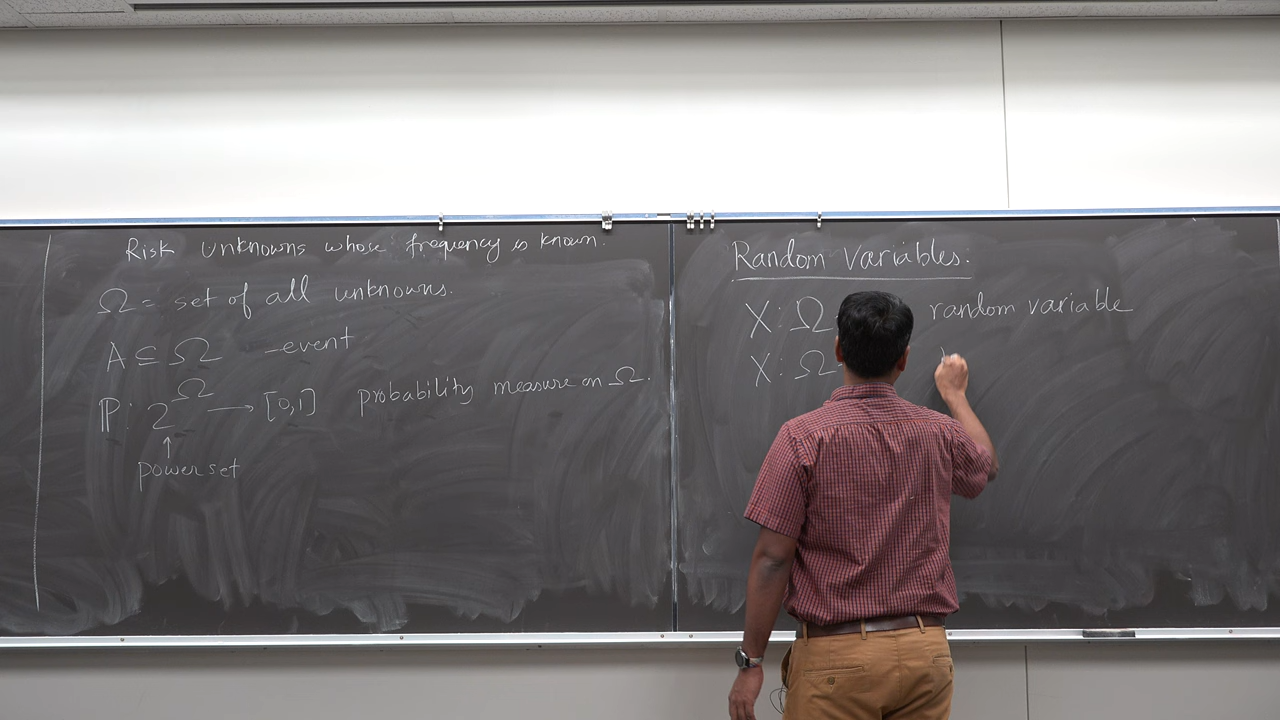 Risk unknowns whose frequency is known.
Ω = set of all unknowns.
A ⊆ Ω - event
ℙ: 2^Ω → [0,1] probability measure on Ω.
↑
power set
Random Variables:
X: Ω random variable
X: Ω